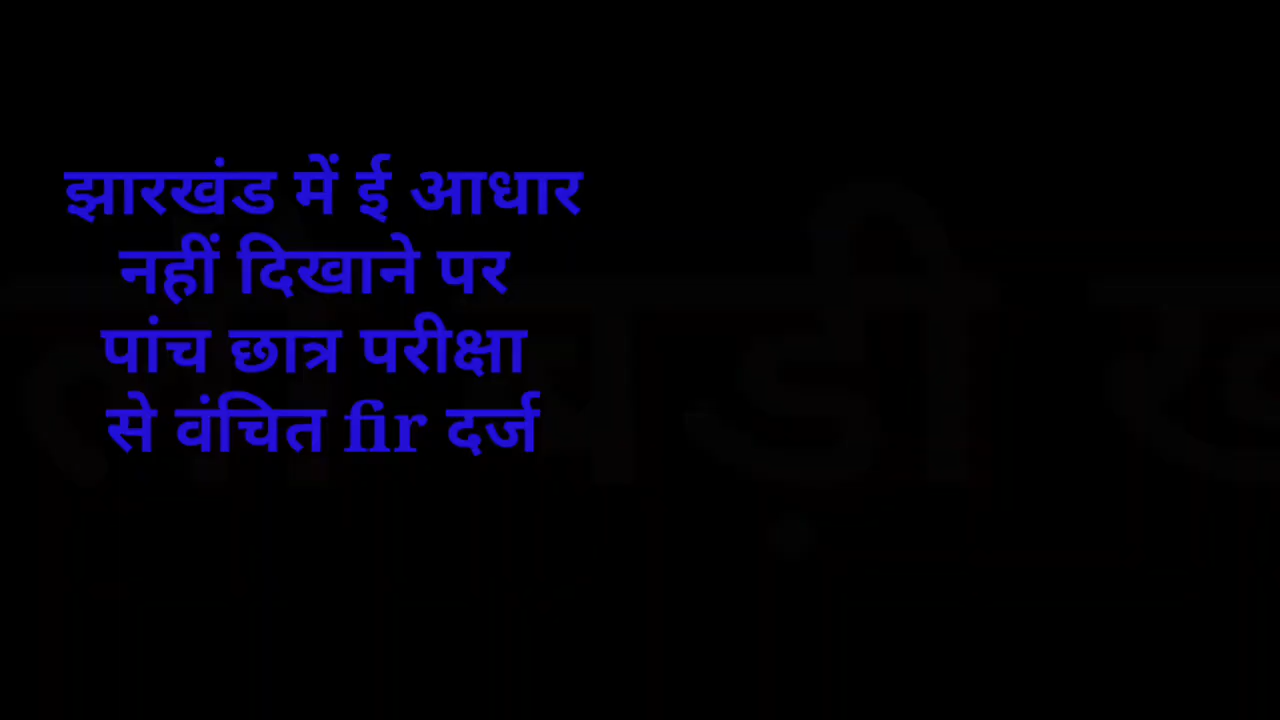 झारखंड में ई आधार
नहीं दिखाने पर
पांच छात्र परीक्षा
से वंचित fir दर्ज